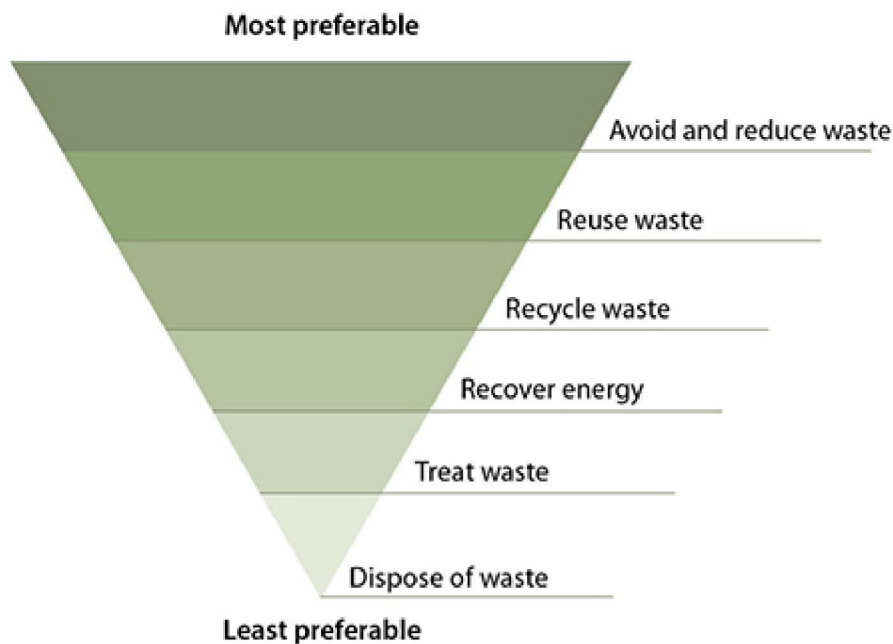 Most preferable
Avoid and reduce waste
Reuse waste
Recycle waste
Recover energy
Treat waste
Dispose of waste
Least preferable